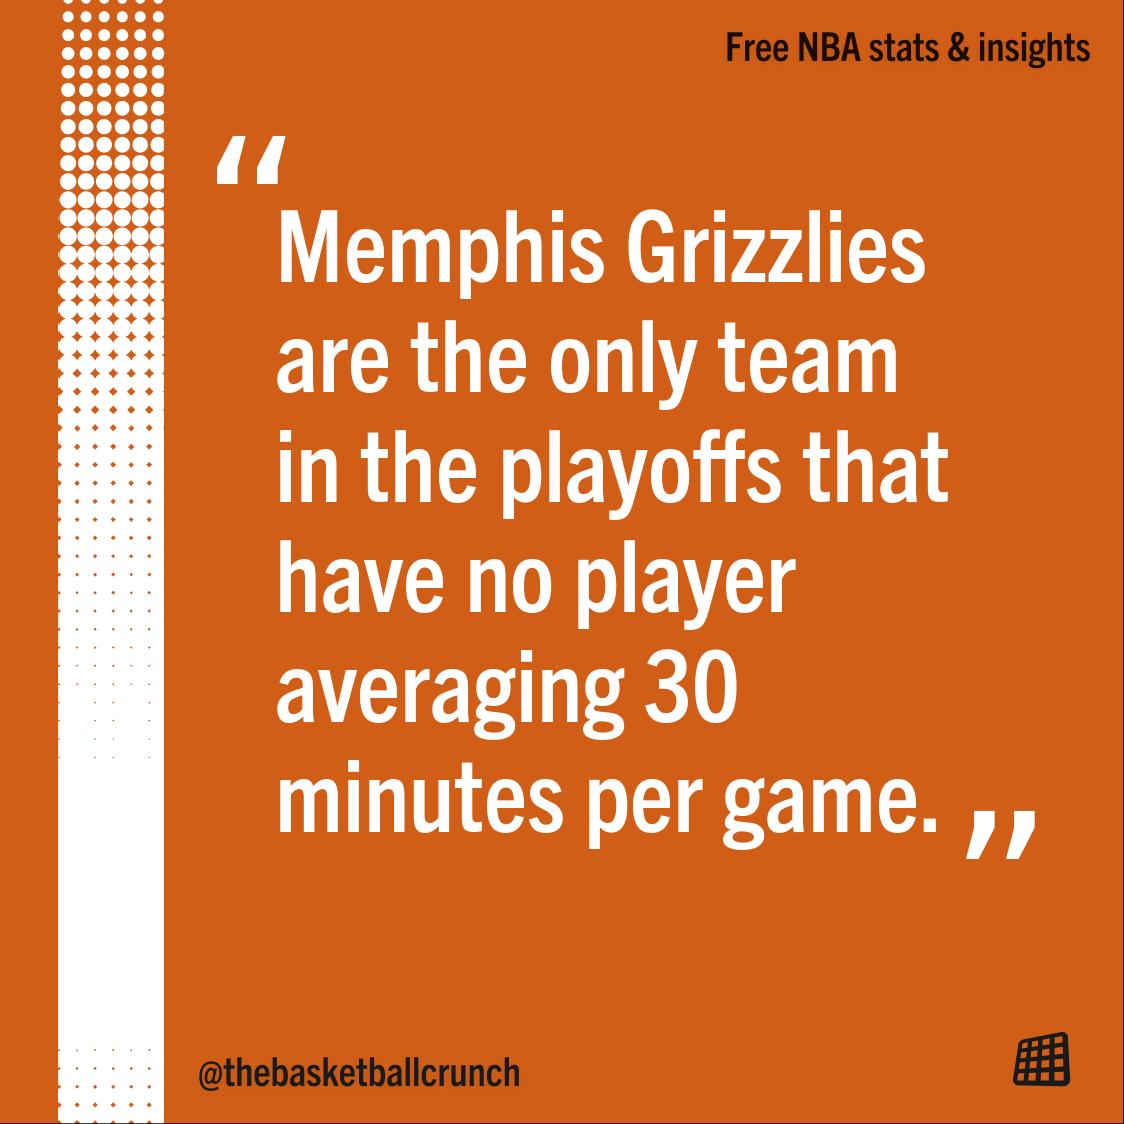 Free NBA stats & insights
“
Memphis Grizzlies
are the only team
in the playoffs that
have no player
averaging 30
minutes per game.
”
@thebasketballcrunch